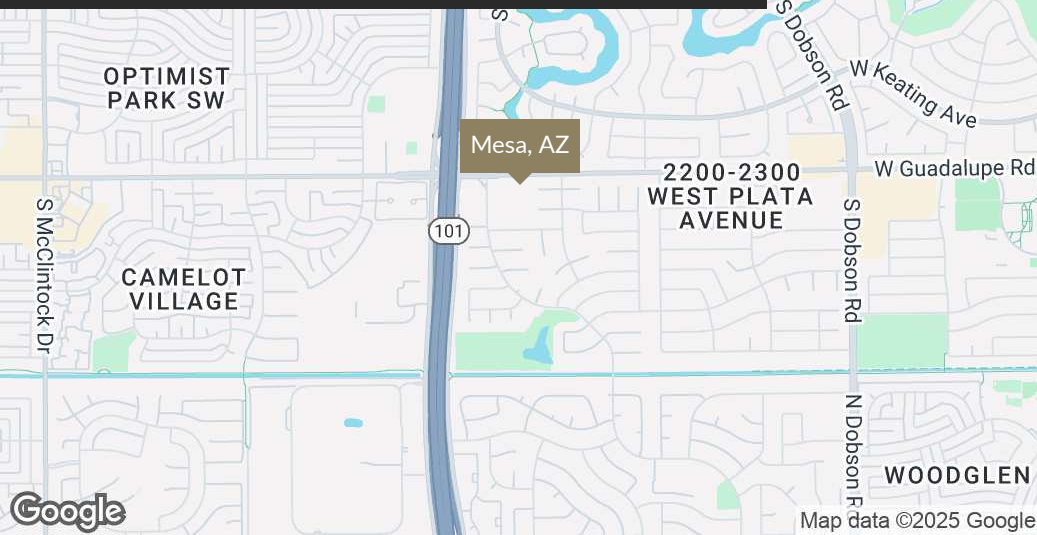 S
S Dobson Rd
OPTIMIST
PARK SW
W Keating Ave
Mesa, AZ
W Guadalupe Rd
2200-2300
WEST PLATA
AVENUE
S McClintock Dr
101
S Dobson Rd
CAMELOT
VILLAGE
N Dobson R
WOODGLEN
Google
Map data ©2025 Google